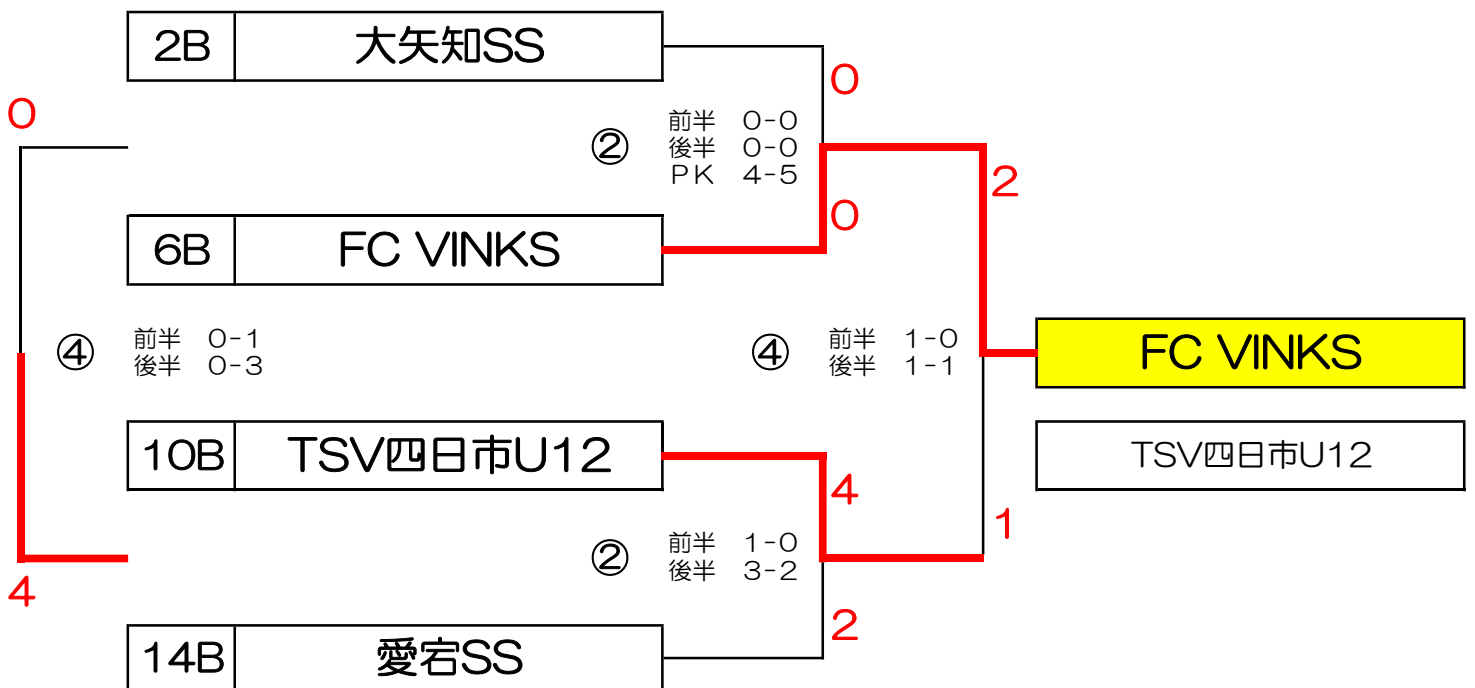 2B 大矢知SS
0
0
② 前半 0-0
後半 0-0
PK 4-5
2
0
6B FC VINKS
④ 前半 0-1
後半 0-3
④ 前半 1-0
後半 1-1
FC VINKS
10B TSV四日市U12
TSV四日市U12
4
1
② 前半 1-0
後半 3-2
4
2
14B 愛宕SS